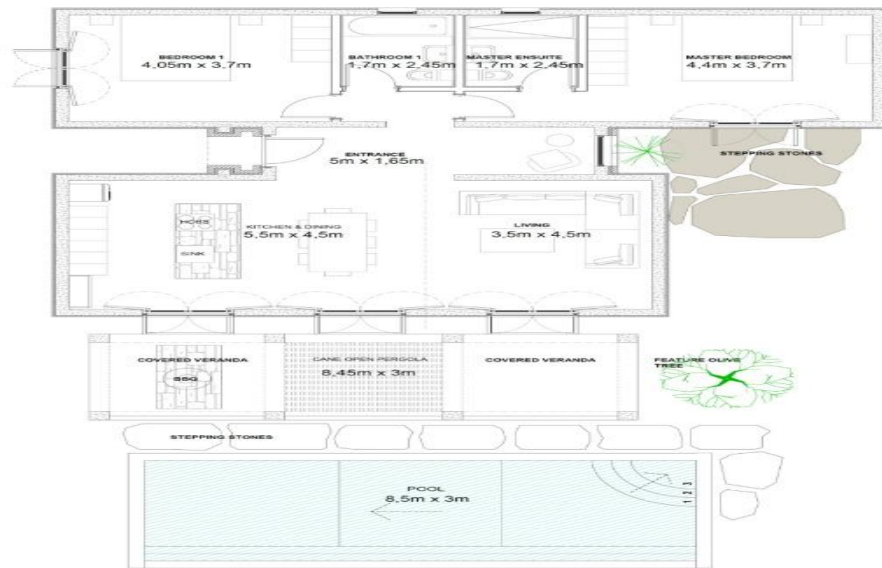 BEDROOM 1
4,05m x 3,7m
BATHROOM 1
1,7m x 2,45m
MASTER ENSUITE
1,7m x 2,45m
MASTER BEDROOM
4,4m x 3,7m
ENTRANCE
5m x 1,65m
STEPPING STONES
HOBS
SINK
KITCHEN & DINING
5,5m x 4,5m
LIVING
3,5m x 4,5m
COVERED VERANDA
BBQ
CANE OPEN PERGOLA
8,45m x 3m
COVERED VERANDA
FEATURE OLIVE
TREE
STEPPING STONES
POOL
8,5m x 3m
1 2 3